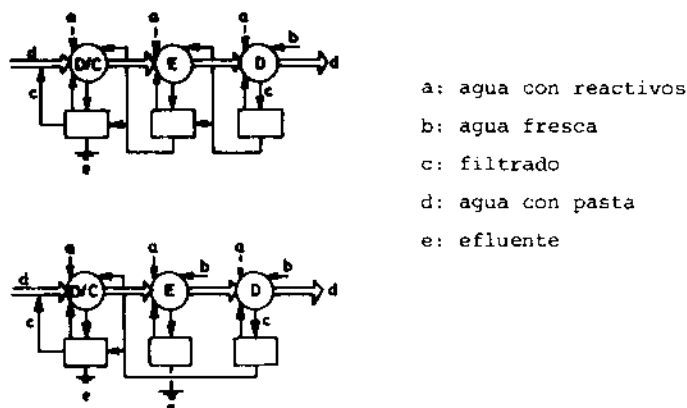 a a a
b
d D/C E D d
c c
e
a: agua con reactivos
b: agua fresca
c: filtrado
d: agua con pasta
e: efluente
a a a
d b b
D/C E D d
c c
e e